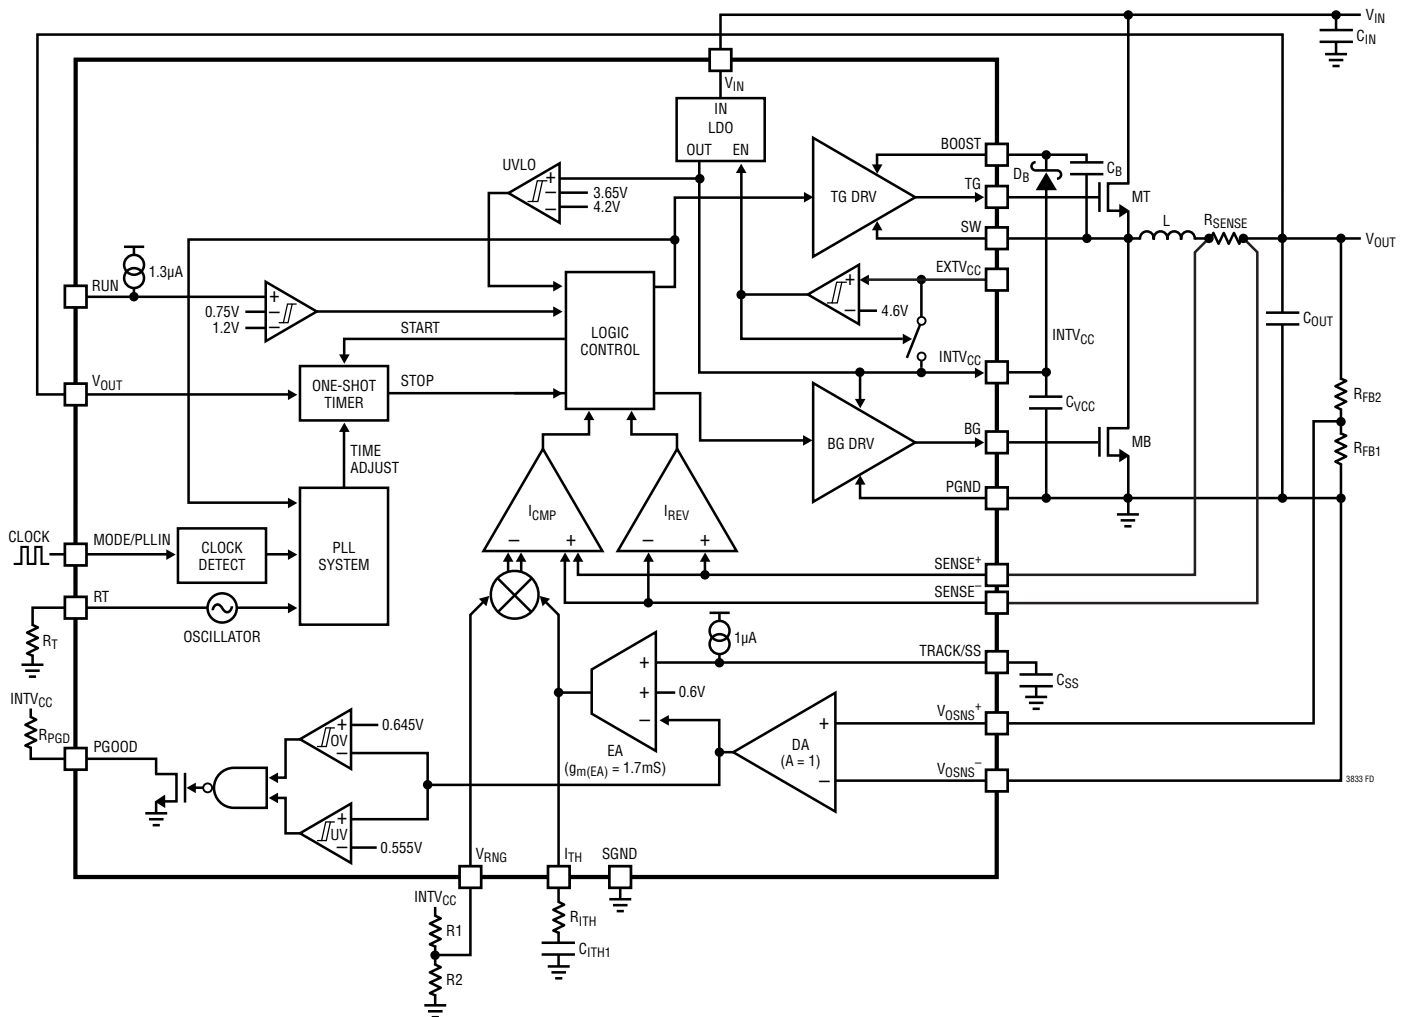 VIN
CIN
VIN
IN
LDO
OUT EN
UVLO
+
−
−
3.65V
4.2V
BOOST
TG DRV
TG
SW
DB
CB
MT
L
RSENSE
VOUT
1.3µA
RUN
0.75V
1.2V
+
−
−
START
LOGIC
CONTROL
EXTVCC
+
−
4.6V
INTVCC
INTVCC
COUT
VOUT
ONE-SHOT
TIMER
STOP
BG DRV
BG
CVCC
MB
RFB2
RFB1
PGND
TIME
ADJUST
ICMP
− +
IREV
− +
CLOCK
MODE/PLLIN
CLOCK
DETECT
PLL
SYSTEM
SENSE+
SENSE−
RT
OSCILLATOR
RT
1µA
TRACK/SS
CSS
+
+
−
0.6V
EA
(gm(EA) = 1.7mS)
DA
(A = 1)
+
−
VOSNS+
VOSNS−
3833 FD
INTVCC
RPGD
PGOOD
+
OV
−
0.645V
+
UV
−
0.555V
VRNG
ITH
SGND
INTVCC
R1
R2
RITH
CITH1